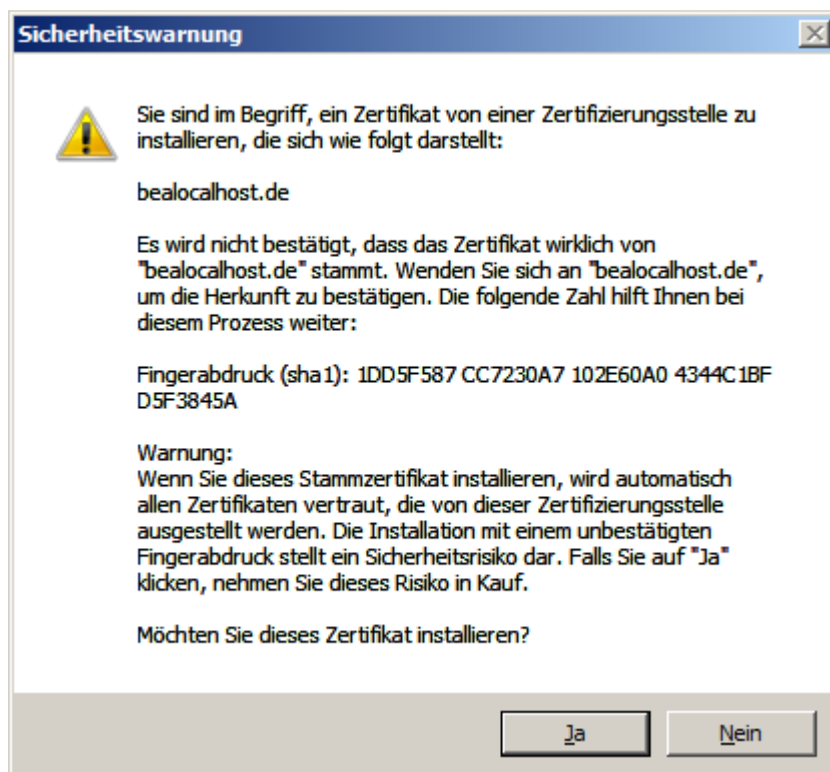 Sicherheitswarnung
Sie sind im Begriff, ein Zertifikat von einer Zertifizierungsstelle zu
installieren, die sich wie folgt darstellt:
bealocalhost.de
Es wird nicht bestätigt, dass das Zertifikat wirklich von
"bealocalhost.de" stammt. Wenden Sie sich an "bealocalhost.de",
um die Herkunft zu bestätigen. Die folgende Zahl hilft Ihnen bei
diesem Prozess weiter:
Fingerabdruck (sha1): 1DD5F587 CC7230A7 102E60A0 4344C1BF
D5F3845A
Warnung:
Wenn Sie dieses Stammzertifikat installieren, wird automatisch
allen Zertifikaten vertraut, die von dieser Zertifizierungsstelle
ausgestellt werden. Die Installation mit einem unbestätigten
Fingerabdruck stellt ein Sicherheitsrisiko dar. Falls Sie auf "Ja"
klicken, nehmen Sie dieses Risiko in Kauf.
Möchten Sie dieses Zertifikat installieren?
Ja Nein